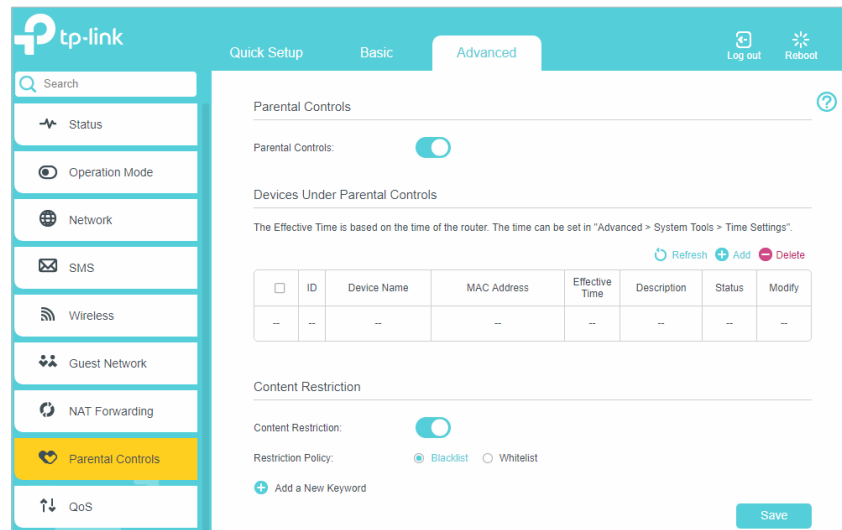 tp-link
Quick Setup
Basic
Advanced
Log out
Reboot
Search
Status
Operation Mode
Network
SMS
Wireless
Guest Network
NAT Forwarding
Parental Controls
QoS
Parental Controls
Parental Controls:
Devices Under Parental Controls
The Effective Time is based on the time of the router. The time can be set in "Advanced > System Tools > Time Settings".
Refresh Add Delete
ID Device Name MAC Address Effective Time Description Status Modify
-- -- -- -- -- -- -- --
Content Restriction
Content Restriction:
Restriction Policy: Blacklist Whitelist
Add a New Keyword
Save